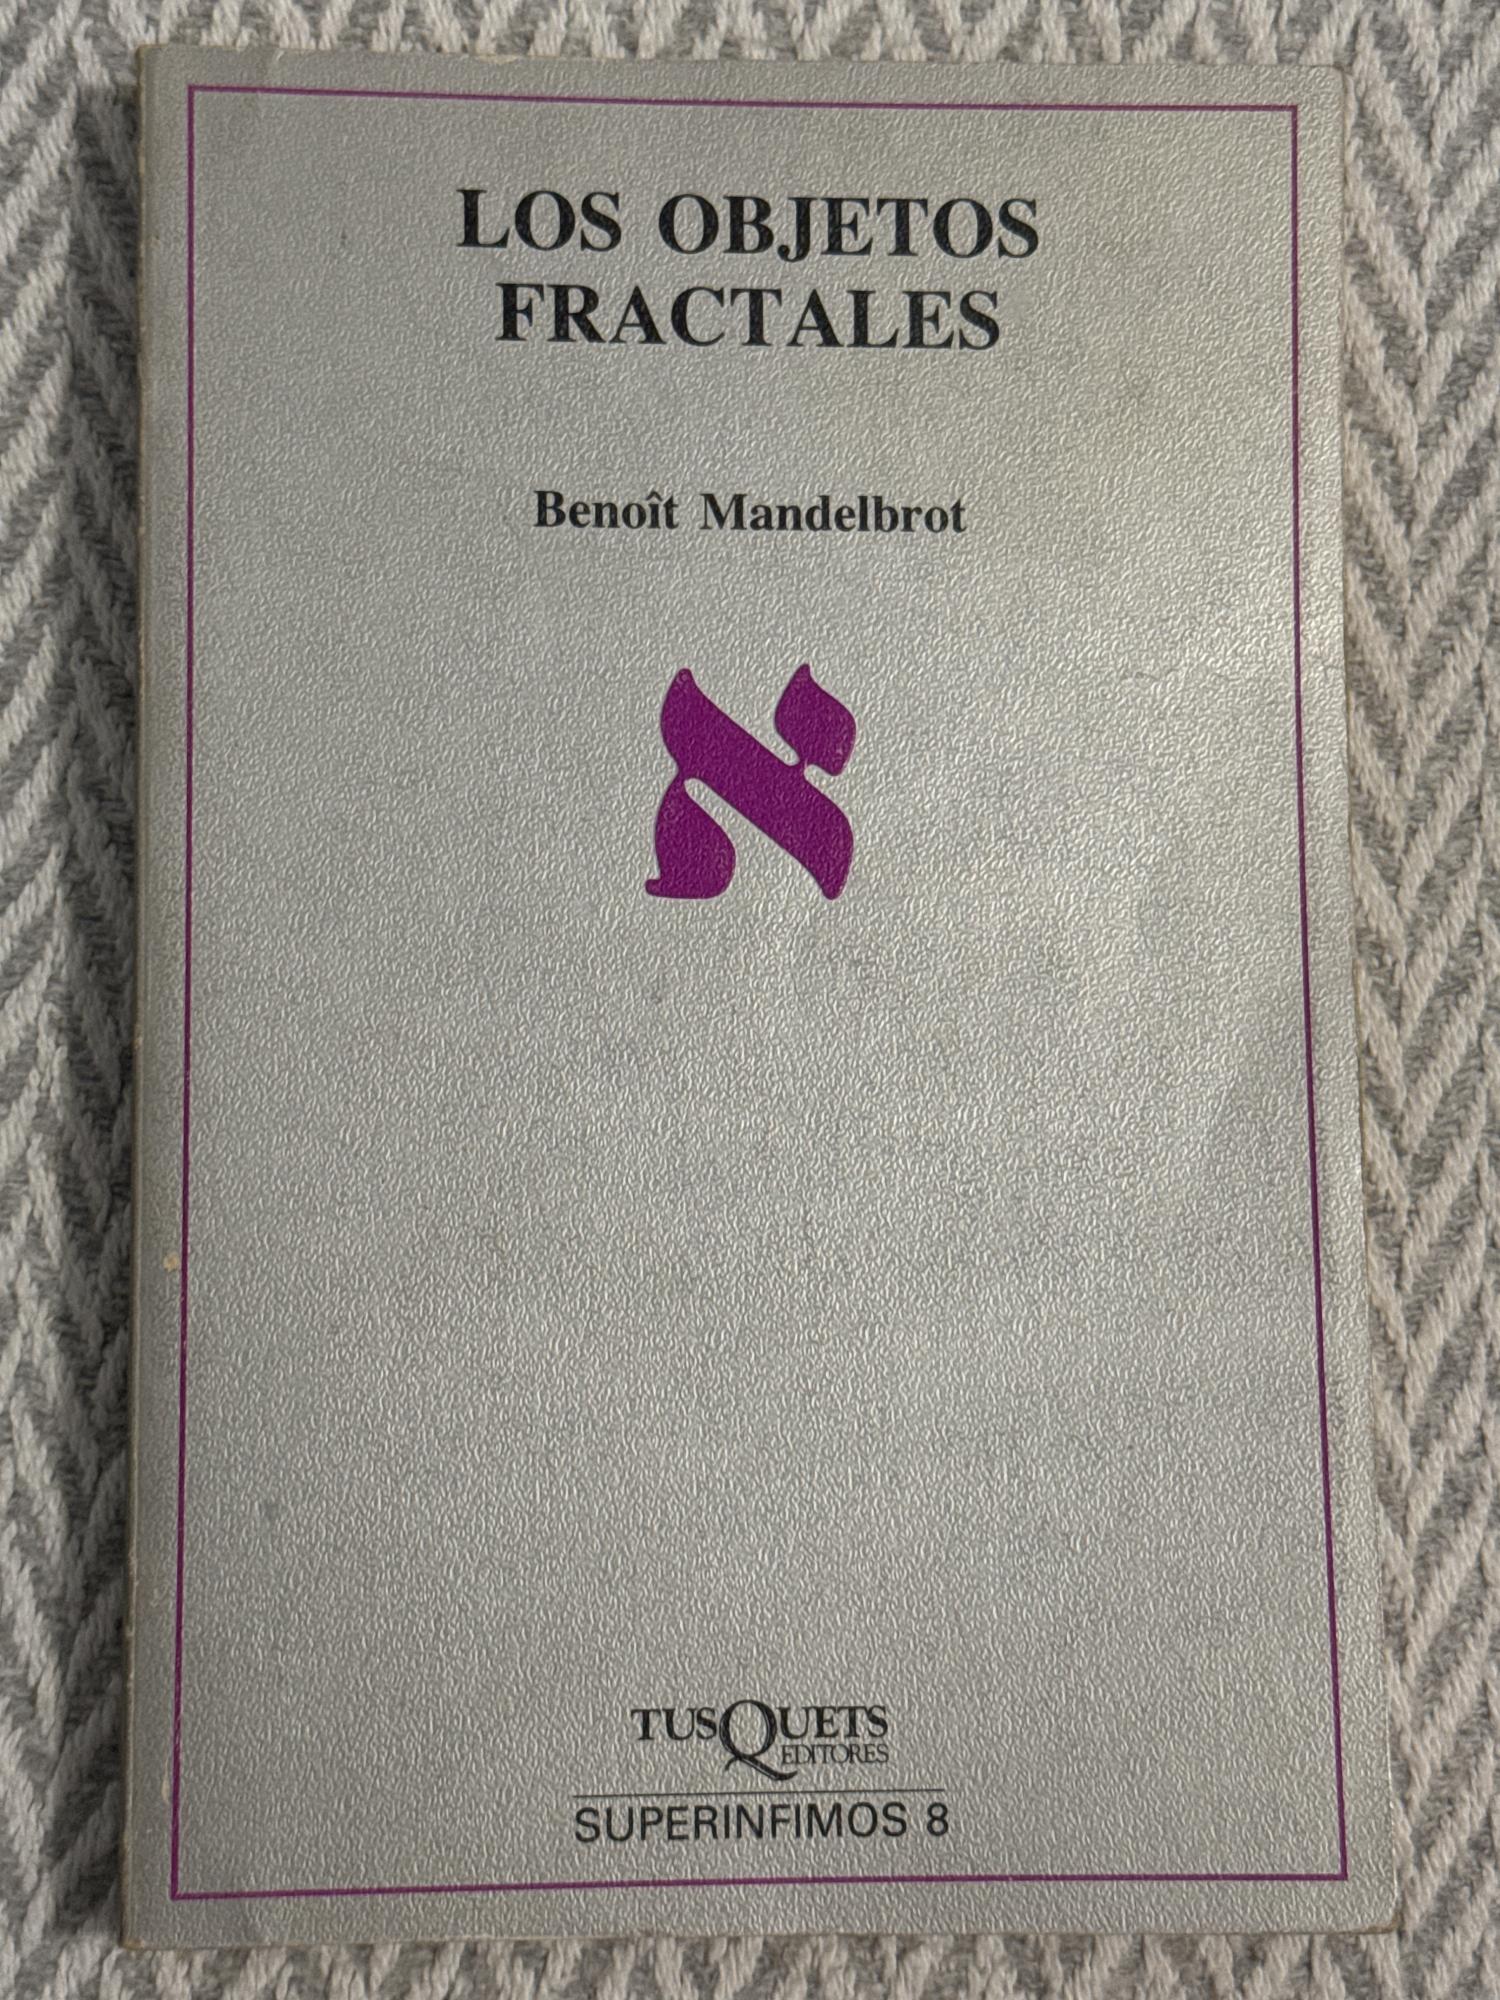 LOS OBJETOS
FRACTALES
Benoît Mandelbrot
א
TUSQUETS
EDITORES
SUPERINFIMOS 8